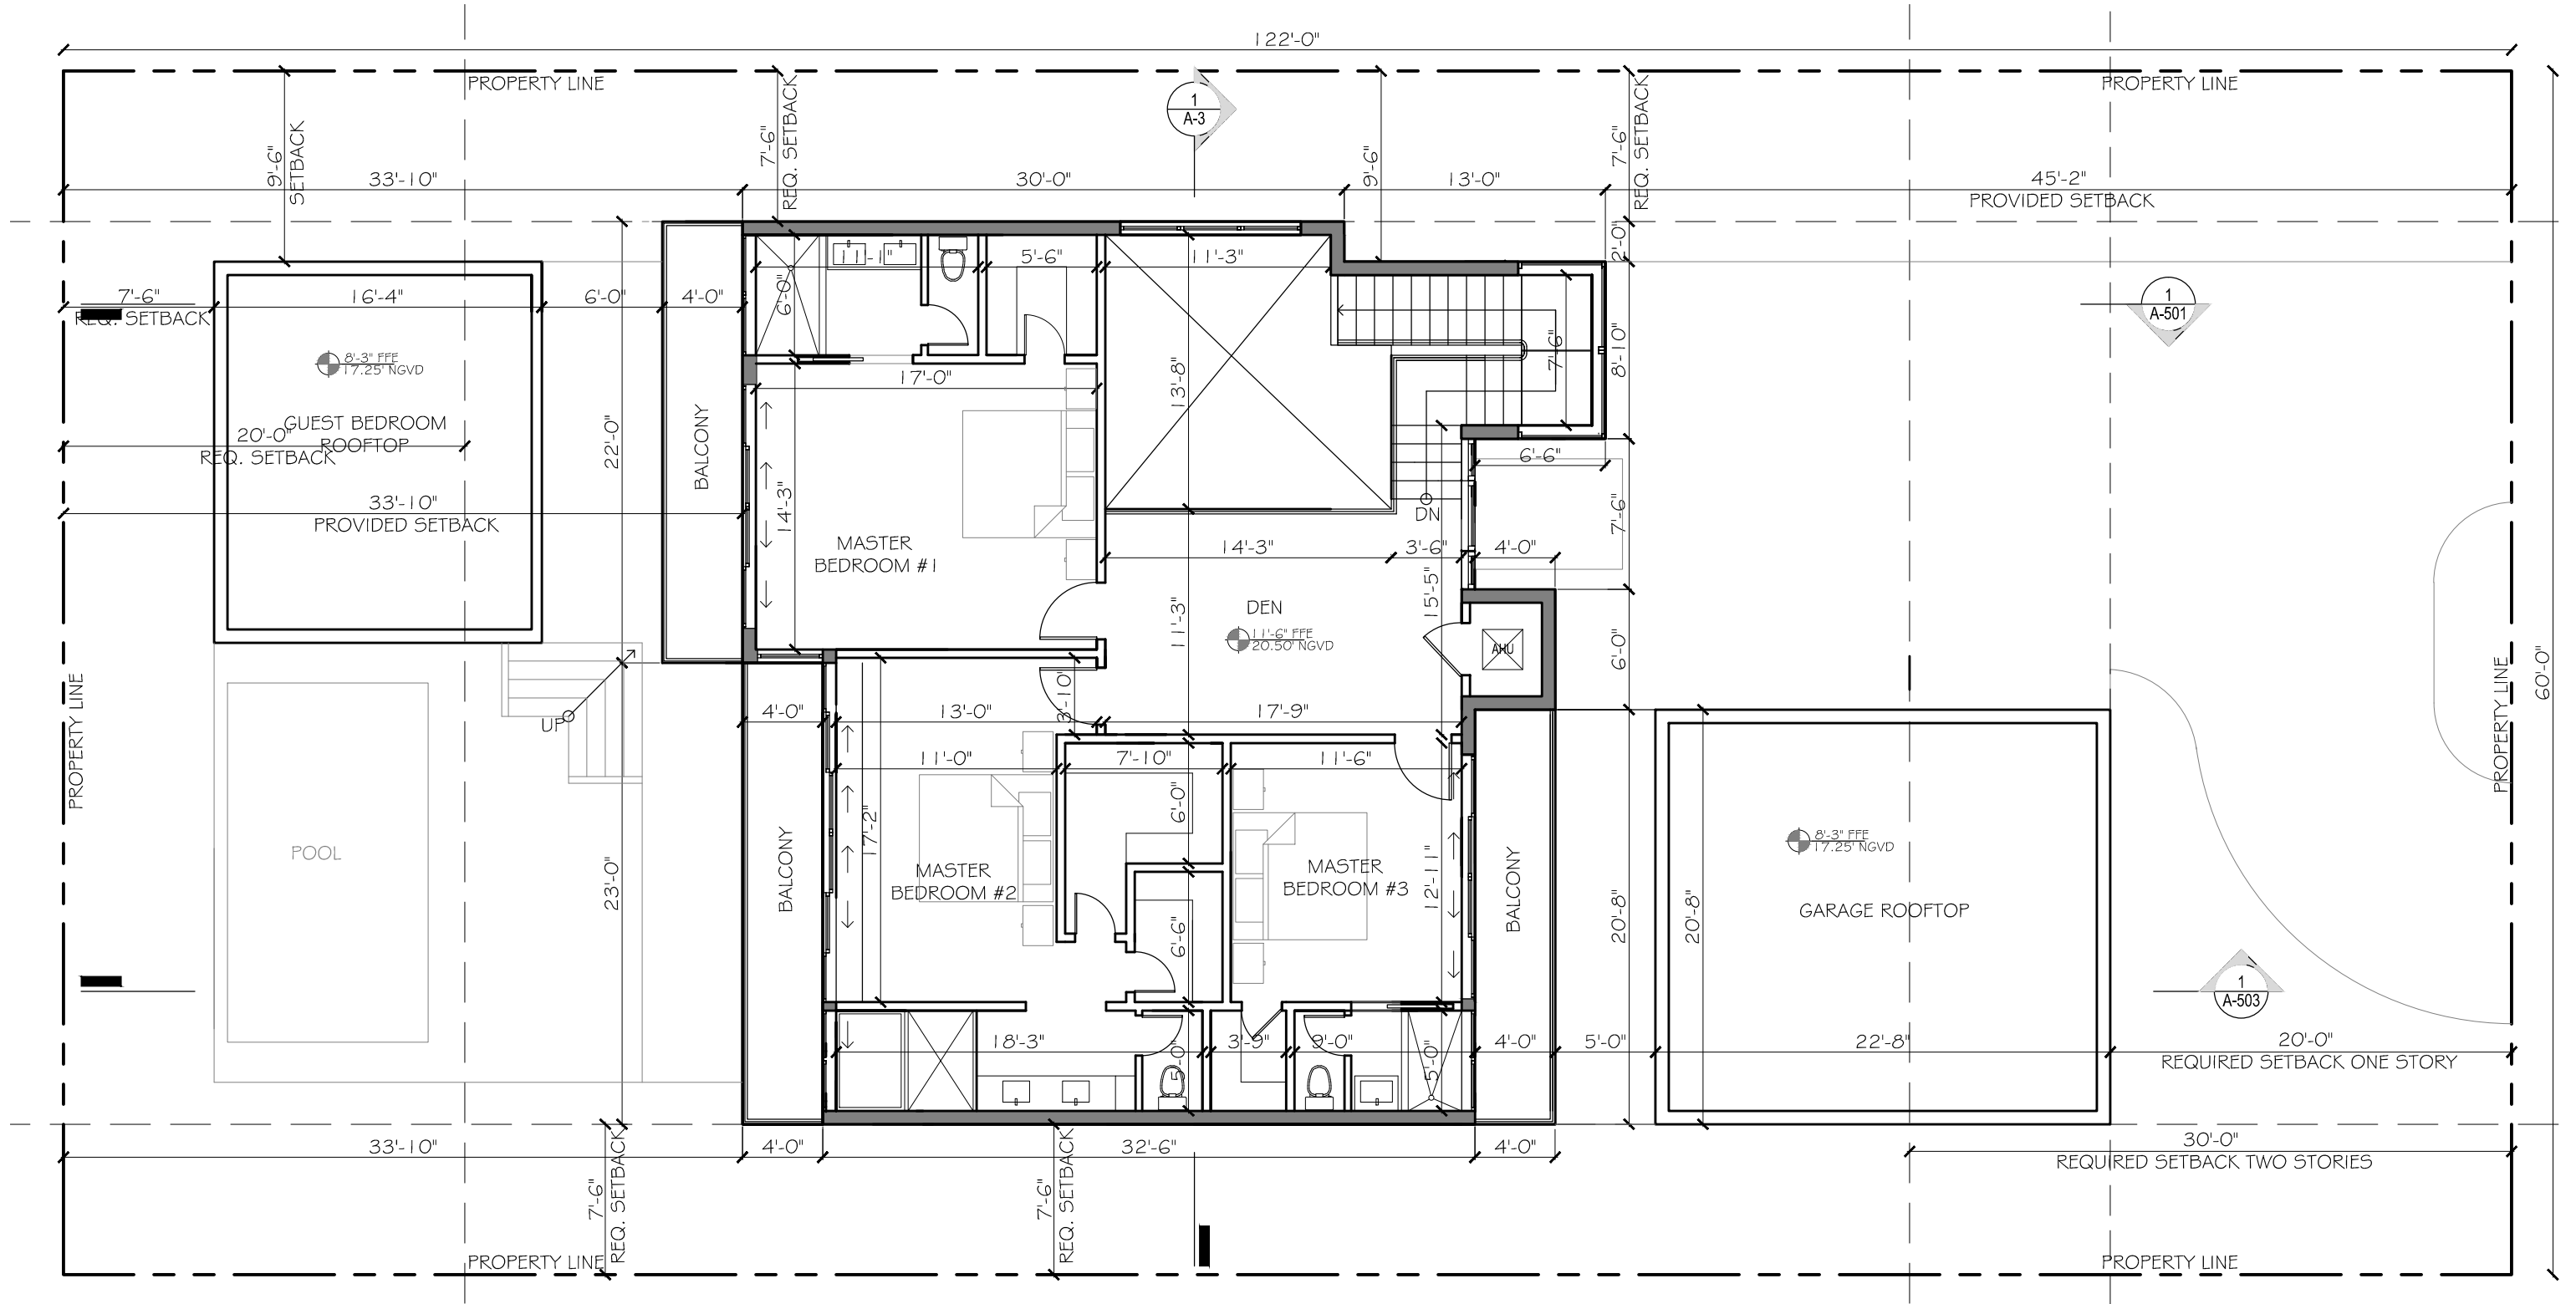 122'-0"
PROPERTY LINE
PROPERTY LINE
1
A-3
9'-6"
SETBACK
7'-6"
REQ. SETBACK
9'-6"
7'-6"
REQ. SETBACK
33'-10"
30'-0"
13'-0"
45'-2"
PROVIDED SETBACK
2'-0"
7'-6"
REQ. SETBACK
16'-4"
6'-0"
4'-0"
11'-1"
5'-6"
11'-3"
6'-0"
1
A-501
8'-3" FFE
17.25' NGVD
17'-0"
13'-8"
7'-6"
8'-10"
GUEST BEDROOM
ROOFTOP
20'-0"
REQ. SETBACK
22'-0"
BALCONY
6'-6"
33'-10"
PROVIDED SETBACK
14'-3"
DN
7'-6"
MASTER
BEDROOM #1
14'-3"
3'-6"
4'-0"
15'-5"
11'-3"
DEN
11'-6" FFE
20.50' NGVD
AHU
6'-0"
60'-0"
PROPERTY LINE
PROPERTY LINE
UP
4'-0"
13'-0"
3'-10"
17'-9"
11'-0"
7'-10"
11'-6"
6'-0"
17'-2"
POOL
23'-0"
BALCONY
MASTER
BEDROOM #2
MASTER
BEDROOM #3
12'-11"
BALCONY
8'-3" FFE
17.25' NGVD
20'-8"
20'-8"
GARAGE ROOFTOP
6'-6"
1
A-503
18'-3"
5'-0"
3'-9"
9'-0"
5'-0"
4'-0"
5'-0"
22'-8"
20'-0"
REQUIRED SETBACK ONE STORY
33'-10"
4'-0"
32'-6"
4'-0"
30'-0"
REQUIRED SETBACK TWO STORIES
7'-6"
REQ. SETBACK
7'-6"
REQ. SETBACK
PROPERTY LINE
PROPERTY LINE